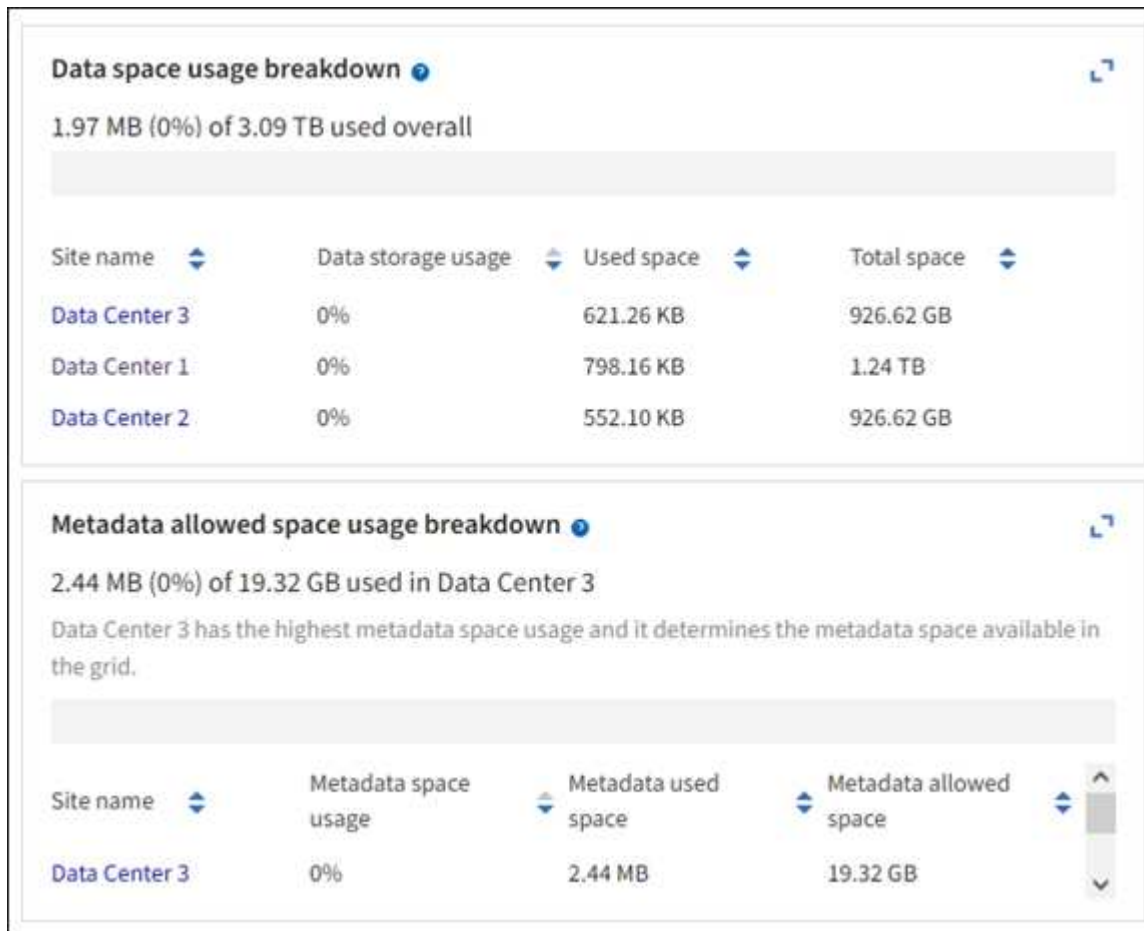 Data space usage breakdown
1.97 MB (0%) of 3.09 TB used overall
Site name Data storage usage Used space Total space
Data Center 3 0% 621.26 KB 926.62 GB
Data Center 1 0% 798.16 KB 1.24 TB
Data Center 2 0% 552.10 KB 926.62 GB
Metadata allowed space usage breakdown
2.44 MB (0%) of 19.32 GB used in Data Center 3
Data Center 3 has the highest metadata space usage and it determines the metadata space available in
the grid.
Site name Metadata space usage Metadata used space Metadata allowed space
Data Center 3 0% 2.44 MB 19.32 GB